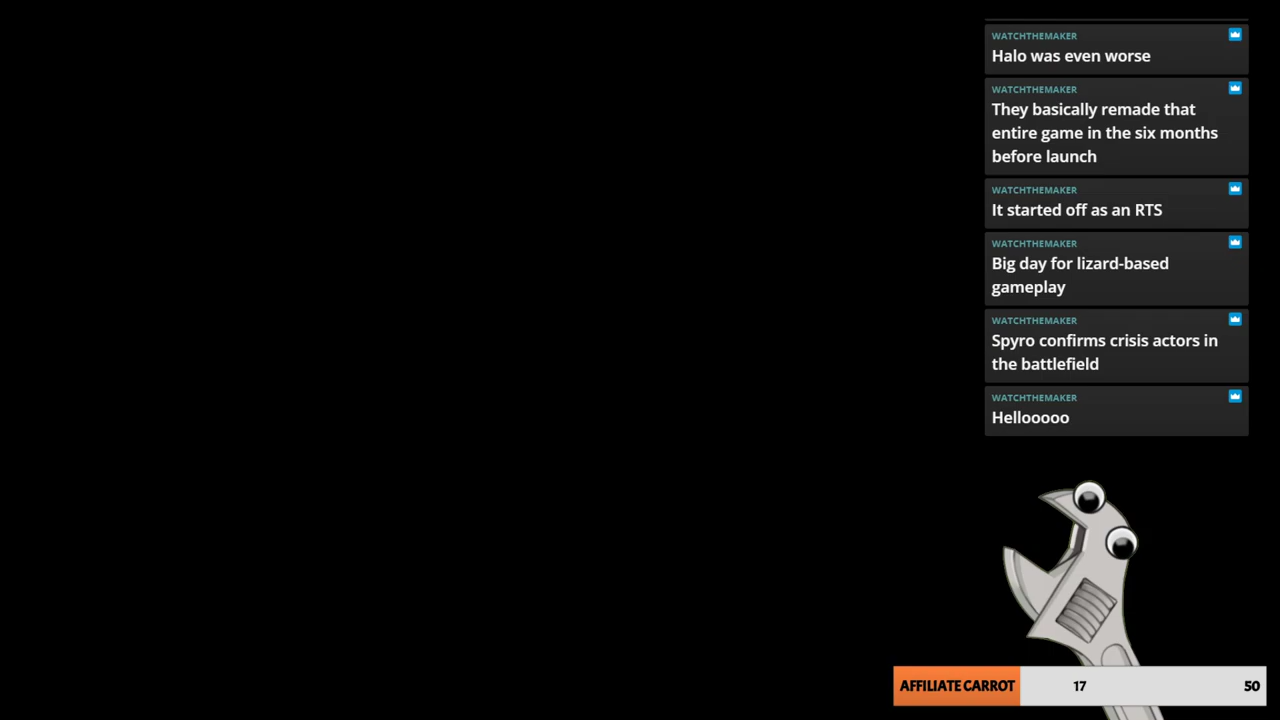 WATCHTHEMAKER
Halo was even worse
WATCHTHEMAKER
They basically remade that
entire game in the six months
before launch
WATCHTHEMAKER
It started off as an RTS
WATCHTHEMAKER
Big day for lizard-based
gameplay
WATCHTHEMAKER
Spyro confirms crisis actors in
the battlefield
WATCHTHEMAKER
Hellooooo
AFFILIATE CARROT 17 50